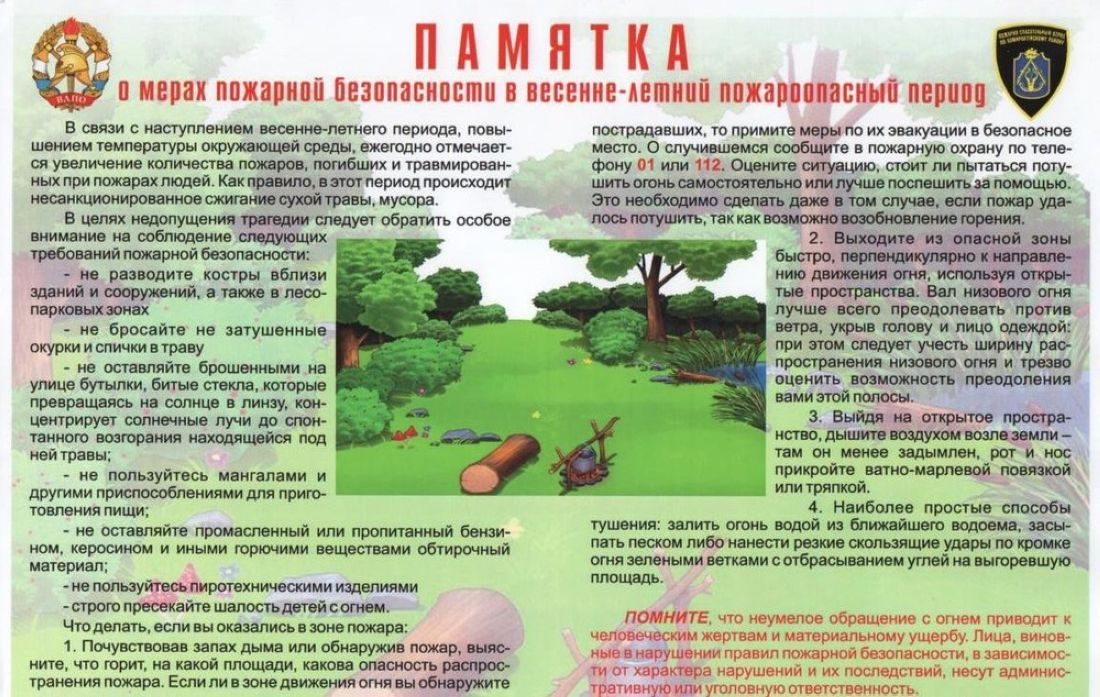 ПАМЯТКА
о мерах пожарной безопасности в весенне-летний пожароопасный период
ВДПО
В связи с наступлением весенне-летнего периода, повы-
шением температуры окружающей среды, ежегодно отмечает-
ся увеличение количества пожаров, погибших и травмирован-
ных при пожарах людей. Как правило, в этот период происходит
несанкционированное сжигание сухой травы, мусора.
В целях недопущения трагедии следует обратить особое
внимание на соблюдение следующих
требований пожарной безопасности:
- не разводите костры вблизи
зданий и сооружений, а также в лесо-
парковых зонах
- не бросайте не затушенные
окурки и спички в траву
- не оставляйте брошенными на
улице бутылки, битые стекла, которые
превращаясь на солнце в линзу, кон-
центрирует солнечные лучи до спон-
танного возгорания находящейся под
ней травы;
- не пользуйтесь мангалами и
другими приспособлениями для приго-
товления пищи;
- не оставляйте промасленный или пропитанный бензи-
ном, керосином и иными горючими веществами обтирочный
материал;
- не пользуйтесь пиротехническими изделиями
- строго пресекайте шалость детей с огнем.
Что делать, если вы оказались в зоне пожара:
1. Почувствовав запах дыма или обнаружив пожар, выяс-
ните, что горит, на какой площади, какова опасность распрос-
транения пожара. Если ли в зоне движения огня вы обнаружите
пострадавших, то примите меры по их эвакуации в безопасное
место. О случившемся сообщите в пожарную охрану по теле-
фону 01 или 112. Оцените ситуацию, стоит ли пытаться поту-
шить огонь самостоятельно или лучше поспешить за помощью.
Это необходимо сделать даже в том случае, если пожар уда-
лось потушить, так как возможно возобновление горения.
2. Выходите из опасной зоны
быстро, перпендикулярно к направле-
нию движения огня, используя откры-
тые пространства. Вал низового огня
лучше всего преодолевать против
ветра, укрыв голову и лицо одеждой:
при этом следует учесть ширину рас-
пространения низового огня и трезво
оценить возможность преодоления
вами этой полосы.
3. Выйдя на открытое простра-
нство, дышите воздухом возле земли –
там он менее задымлен, рот и нос
прикройте ватно-марлевой повязкой
или тряпкой.
4. Наиболее простые способы
тушения: залить огонь водой из ближайшего водоема, засы-
пать песком либо нанести резкие скользящие удары по кромке
огня зелеными ветками с отбрасыванием углей на выгоревшую
площадь.
ПОМНИТЕ, что неумелое обращение с огнем приводит к
человеческим жертвам и материальному ущербу. Лица, винов-
ные в нарушении правил пожарной безопасности, в зависимос-
ти от характера нарушений и их последствий, несут админис-
тративную или уголовную ответственность.